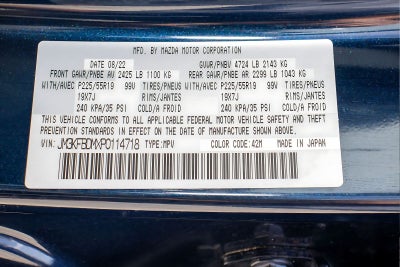 MFD. BY MAZDA MOTOR CORPORATION
DATE 08/22 GVWR/PNBV 4724 LB 2143 KG
FRONT GAWR/PNBE AV 2425 LB 1100 KG REAR GAWR/PNBE AR 2299 LB 1043 KG
WITH/AVEC P225/55R19 99V TIRES/PNEUS WITH/AVEC P225/55R19 99V TIRES/PNEUS
19X7J RIMS/JANTES 19X7J RIMS/JANTES
240 KPA/35 PSI COLD/A FROID 240 KPA/35 PSI COLD/A FROID
THIS VEHICLE CONFORMS TO ALL APPLICABLE FEDERAL MOTOR VEHICLE SAFETY AND THEFT
PREVENTION STANDARDS IN EFFECT ON THE DATE OF MANUFACTURE SHOWN ABOVE.
VIN: JM3KFBDMXP0114718 TYPE:MPV COLOR CODE:42M MADE IN JAPAN